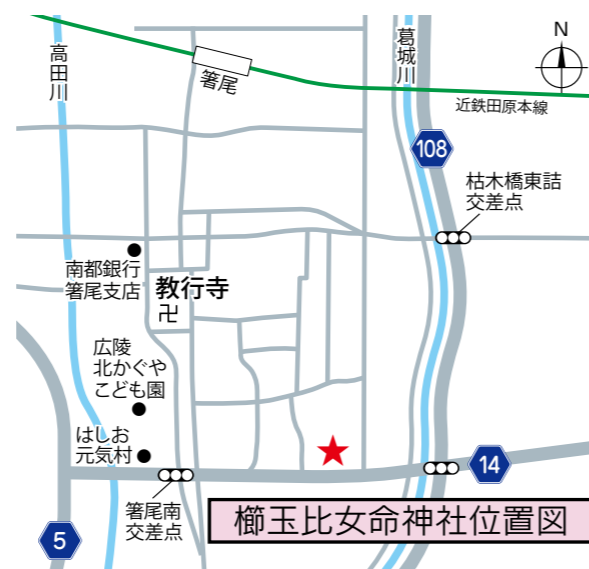 高田川
箸尾
葛城川
N
近鉄田原本線
108
枯木橋東詰
交差点
南都銀行
箸尾支店
教行寺
卍
広陵
北かぐや
こども園
はしお
元気村
14
箸尾南
交差点
5
櫛玉比女命神社位置図